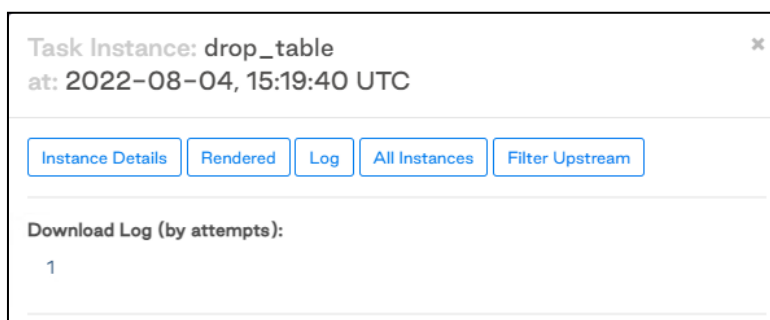 Task Instance: drop_table ✖
at: 2022-08-04, 15:19:40 UTC
Instance Details Rendered Log All Instances Filter Upstream
Download Log (by attempts):
1